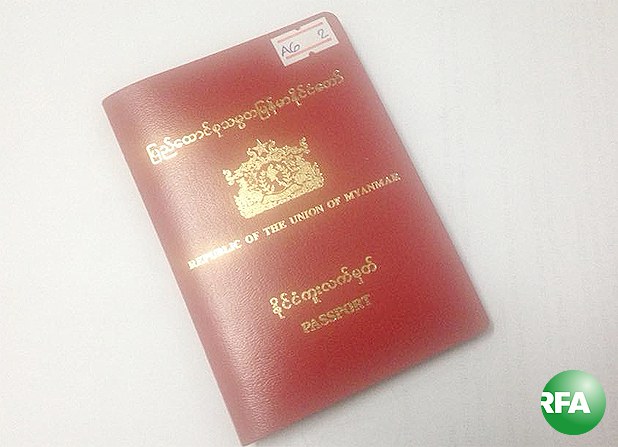 AG 2
ပြည်ထောင်စုသမ္မတမြန်မာနိုင်ငံတော်
REPUBLIC OF THE UNION OF MYANMAR
နိုင်ငံကူးလက်မှတ်
PASSPORT
RFA